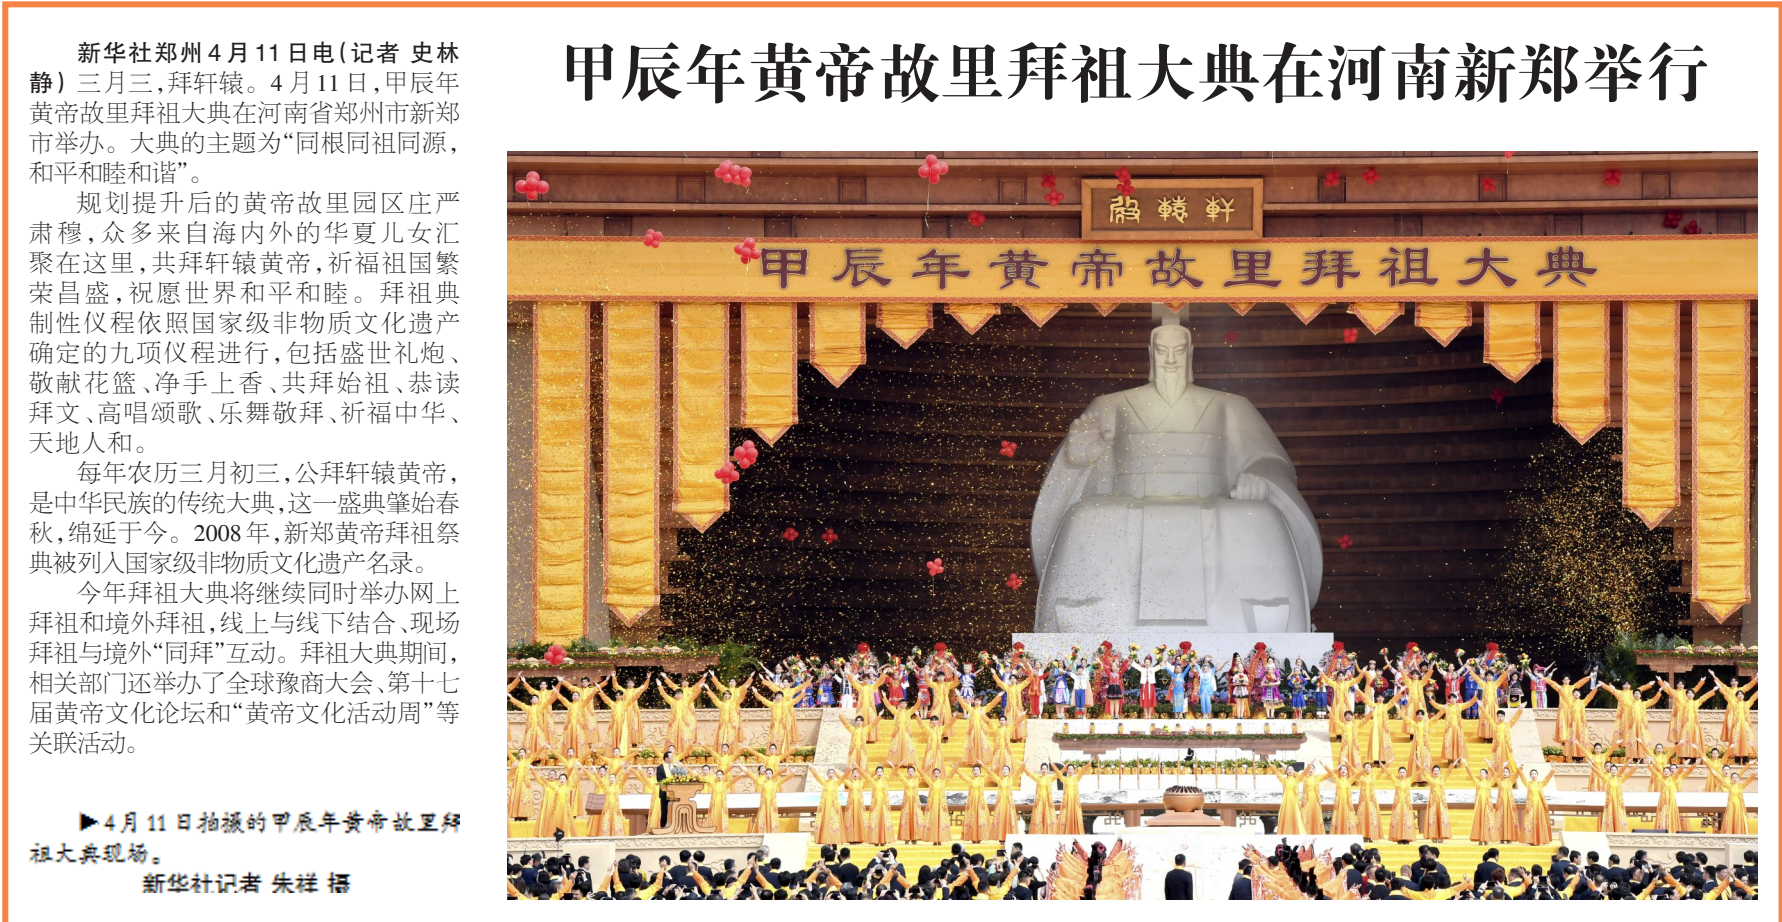 甲辰年黄帝故里拜祖大典在河南新郑举行
新华社郑州4月11日电(记者 史林
静)三月三,拜轩辕。4月11日,甲辰年
黄帝故里拜祖大典在河南省郑州市新郑
市举办。大典的主题为“同根同祖同源,
和平和睦和谐”。
规划提升后的黄帝故里园区庄严
肃穆,众多来自海内外的华夏儿女汇
聚在这里,共拜轩辕黄帝,祈福祖国繁
荣昌盛,祝愿世界和平和睦。拜祖典
制性仪程依照国家级非物质文化遗产
确定的九项仪程进行,包括盛世礼炮、
敬献花篮、净手上香、共拜始祖、恭读
拜文、高唱颂歌、乐舞敬拜、祈福中华、
天地人和。
每年农历三月初三,公拜轩辕黄帝,
是中华民族的传统大典,这一盛典肇始春
秋,绵延于今。2008年,新郑黄帝拜祖祭
典被列入国家级非物质文化遗产名录。
今年拜祖大典将继续同时举办网上
拜祖和境外拜祖,线上与线下结合、现场
拜祖与境外“同拜”互动。拜祖大典期间,
相关部门还举办了全球豫商大会、第十七
届黄帝文化论坛和“黄帝文化活动周”等
关联活动。
▶4月11日拍摄的甲辰年黄帝故里拜
祖大典现场。
新华社记者 朱祥 摄
啟轅軒
甲辰年黄帝故里拜祖大典